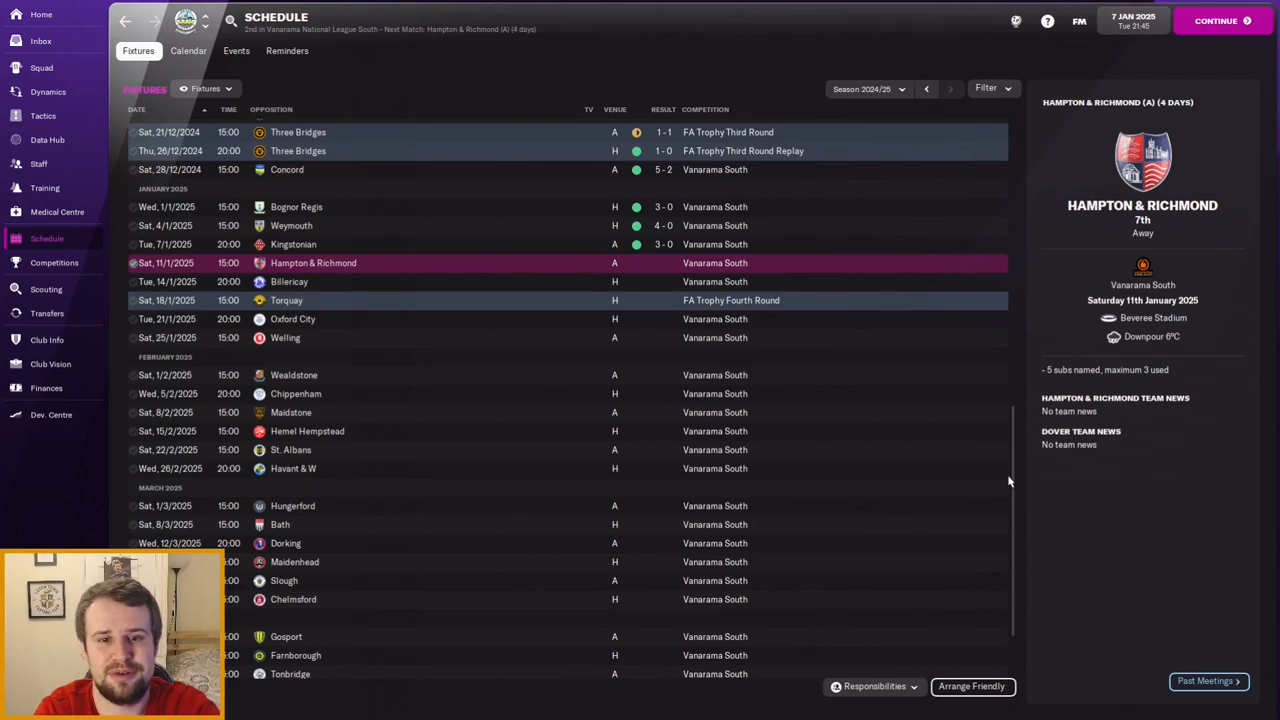 Home
Inbox
Squad
Dynamics
Tactics
Data Hub
Staff
Training
Medical Centre
Schedule
Competitions
Scouting
Transfers
Club Info
Club Vision
Finances
Dev. Centre
SCHEDULE
2nd in Vanarama National League South - Next Match: Hampton & Richmond (A) (4 days)
? FM 7 JAN 2025 Tue 21:45 CONTINUE
Fixtures Calendar Events Reminders
FIXTURES Fixtures Season 2024/25 Filter
DATE TIME OPPOSITION TV VENUE RESULT COMPETITION
Sat, 21/12/2024 15:00 Three Bridges A 1 - 1 FA Trophy Third Round
Thu, 26/12/2024 20:00 Three Bridges H 1 - 0 FA Trophy Third Round Replay
Sat, 28/12/2024 15:00 Concord A 5 - 2 Vanarama South
JANUARY 2025
Wed, 1/1/2025 15:00 Bognor Regis H 3 - 0 Vanarama South
Sat, 4/1/2025 15:00 Weymouth H 4 - 0 Vanarama South
Tue, 7/1/2025 20:00 Kingstonian A 3 - 0 Vanarama South
Sat, 11/1/2025 15:00 Hampton & Richmond A Vanarama South
Tue, 14/1/2025 20:00 Billericay H Vanarama South
Sat, 18/1/2025 15:00 Torquay H FA Trophy Fourth Round
Tue, 21/1/2025 20:00 Oxford City H Vanarama South
Sat, 25/1/2025 15:00 Welling A Vanarama South
FEBRUARY 2025
Sat, 1/2/2025 15:00 Wealdstone A Vanarama South
Wed, 5/2/2025 20:00 Chippenham H Vanarama South
Sat, 8/2/2025 15:00 Maidstone A Vanarama South
Sat, 15/2/2025 15:00 Hemel Hempstead H Vanarama South
Sat, 22/2/2025 15:00 St. Albans A Vanarama South
Wed, 26/2/2025 20:00 Havant & W H Vanarama South
MARCH 2025
Sat, 1/3/2025 15:00 Hungerford A Vanarama South
Sat, 8/3/2025 15:00 Bath H Vanarama South
Wed, 12/3/2025 20:00 Dorking A Vanarama South
5:00 Maidenhead H Vanarama South
5:00 Slough A Vanarama South
5:00 Chelmsford H Vanarama South
5:00 Gosport A Vanarama South
5:00 Farnborough H Vanarama South
5:00 Tonbridge A Vanarama South
Responsibilities Arrange Friendly
HAMPTON & RICHMOND (A) (4 DAYS)
HAMPTON & RICHMOND
7th
Away
Vanarama South
Saturday 11th January 2025
Beveree Stadium
Downpour 6°C
- 5 subs named, maximum 3 used
HAMPTON & RICHMOND TEAM NEWS
No team news
DOVER TEAM NEWS
No team news
Past Meetings >